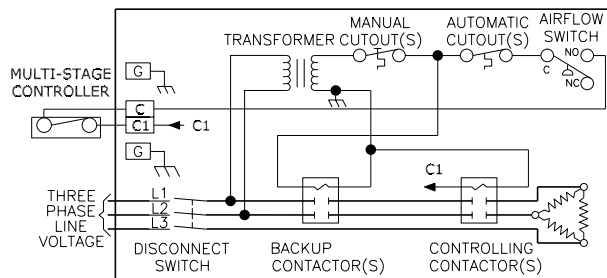 MANUAL
CUTOUT(S)
AUTOMATIC
CUTOUT(S)
AIRFLOW
SWITCH
TRANSFORMER
NO
C
NC
MULTI-STAGE
CONTROLLER
G
C
C1
C1
G
C1
THREE
PHASE
LINE
VOLTAGE
L1
L2
L3
DISCONNECT
SWITCH
BACKUP
CONTACTOR(S)
CONTROLLING
CONTACTOR(S)